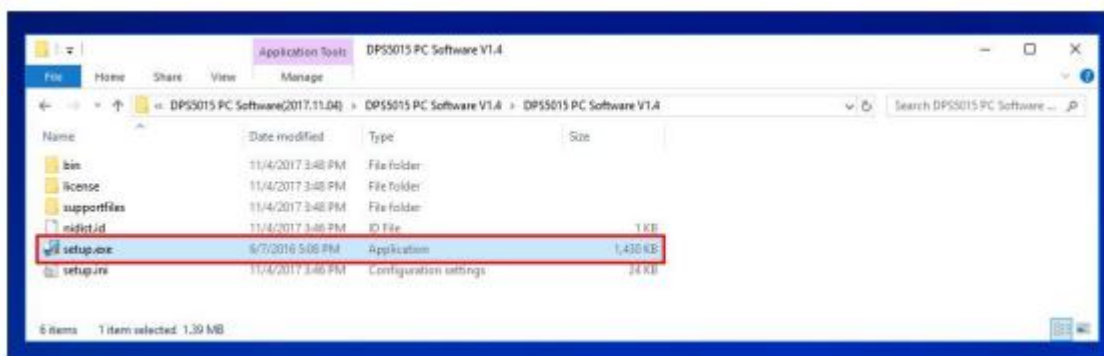 Application Tools DPS5015 PC Software V1.4
File Home Share View Manage
« DPS5015 PC Software(2017.11.04) › DPS5015 PC Software V1.4 › DPS5015 PC Software V1.4 Search DPS5015 PC Software ...
Name Date modified Type Size
bin 11/4/2017 3:48 PM File folder
license 11/4/2017 3:48 PM File folder
supportfiles 11/4/2017 3:48 PM File folder
nidist.id 11/4/2017 3:46 PM ID File 1 KB
setup.exe 6/7/2016 5:08 PM Application 1,430 KB
setup.ini 11/4/2017 3:46 PM Configuration settings 24 KB
6 items 1 item selected 1.39 MB